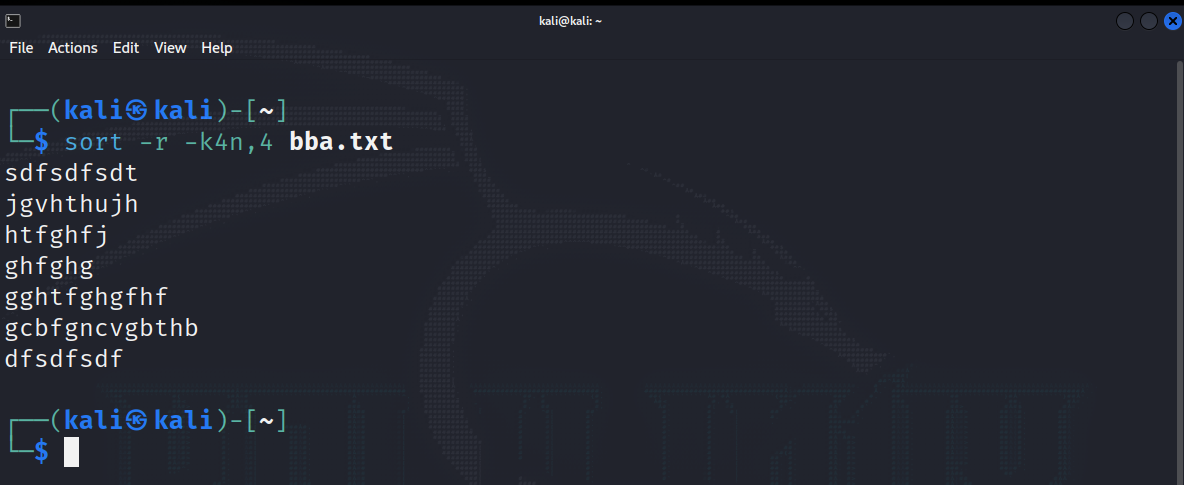 kali@kali: ~
File Actions Edit View Help
┌──(kali㉿kali)-[~]
└─$ sort -r -k4n,4 bba.txt
sdfsdfsdt
jgvhthujh
htfghfj
ghfghg
gghtfghgfhf
gcbfgncvgbthb
dfsdfsdf
┌──(kali㉿kali)-[~]
└─$